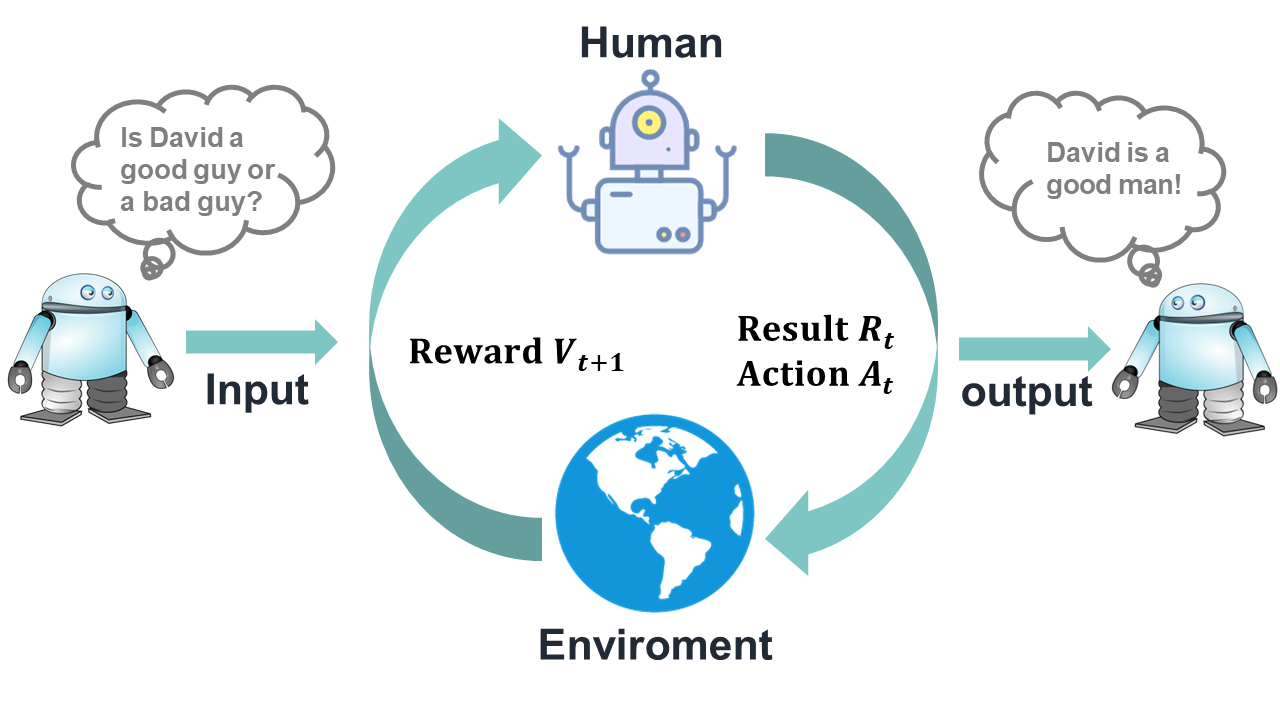 Human
Is David a
good guy or
a bad guy?
David is a
good man!
Reward V_{t+1}
Result R_t
Action A_t
Input
output
Enviroment